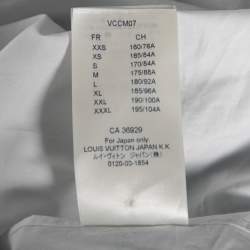 VCCM07
FR CH
XXS 160/76A
XS 165/84A
S 170/84A
M 175/88A
L 180/92A
XL 185/96A
XXL 190/100A
XXXL 195/104A
CA 36929
For Japan only:
LOUIS VUITTON JAPAN K.K.
ルイ・ヴィトン ジャパン(株)
0120-00-1854